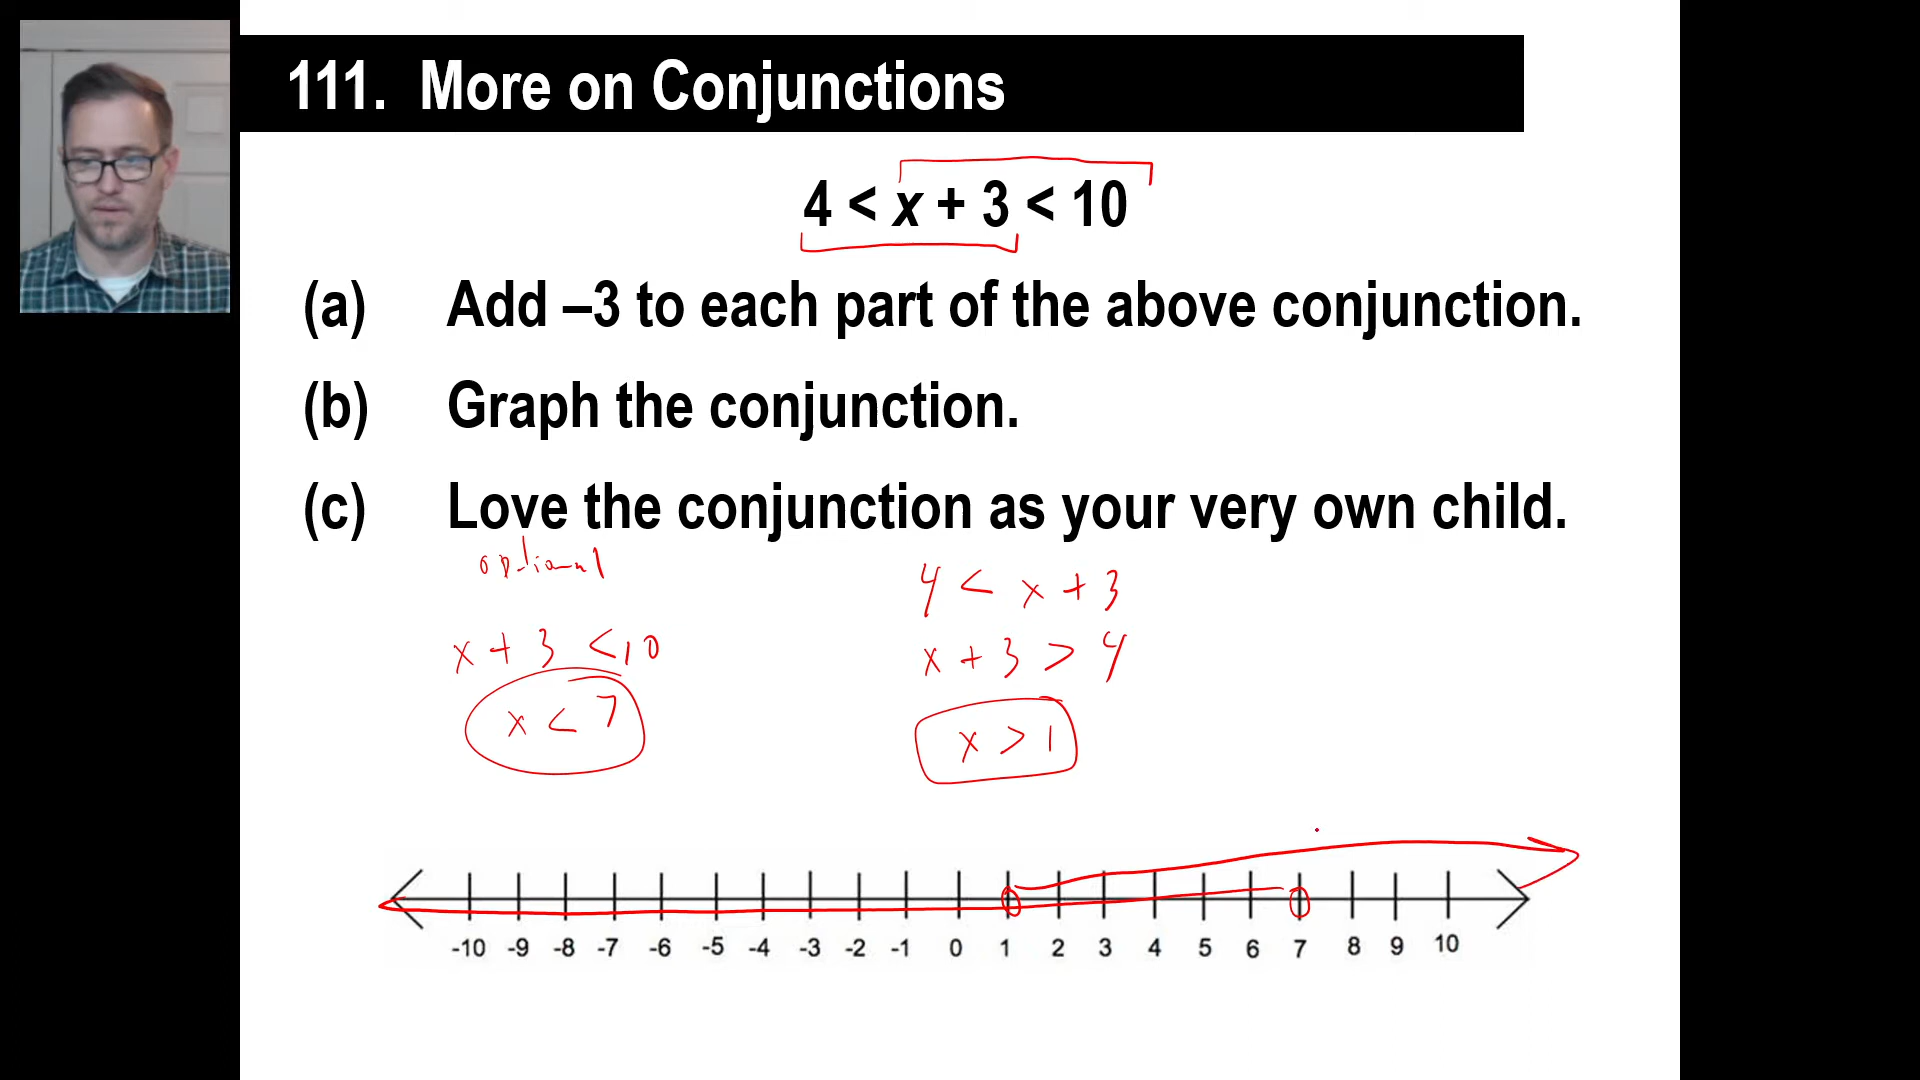 111. More on Conjunctions
4 < x + 3 < 10
(a) Add –3 to each part of the above conjunction.
(b) Graph the conjunction.
(c) Love the conjunction as your very own child.
optional
4 < x + 3
x + 3 < 10
x + 3 > 4
x < 7
x > 1
-10 -9 -8 -7 -6 -5 -4 -3 -2 -1 0 1 2 3 4 5 6 7 8 9 10